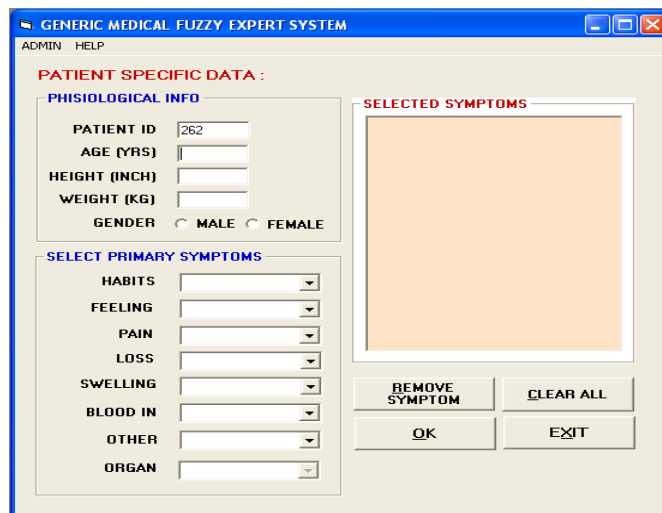 GENERIC MEDICAL FUZZY EXPERT SYSTEM
ADMIN HELP
PATIENT SPECIFIC DATA :
PHISIOLOGICAL INFO
PATIENT ID 262
AGE (YRS)
HEIGHT (INCH)
WEIGHT (KG)
GENDER MALE FEMALE
SELECT PRIMARY SYMPTOMS
HABITS
FEELING
PAIN
LOSS
SWELLING
BLOOD IN
OTHER
ORGAN
SELECTED SYMPTOMS
REMOVE
SYMPTOM
CLEAR ALL
OK
EXIT